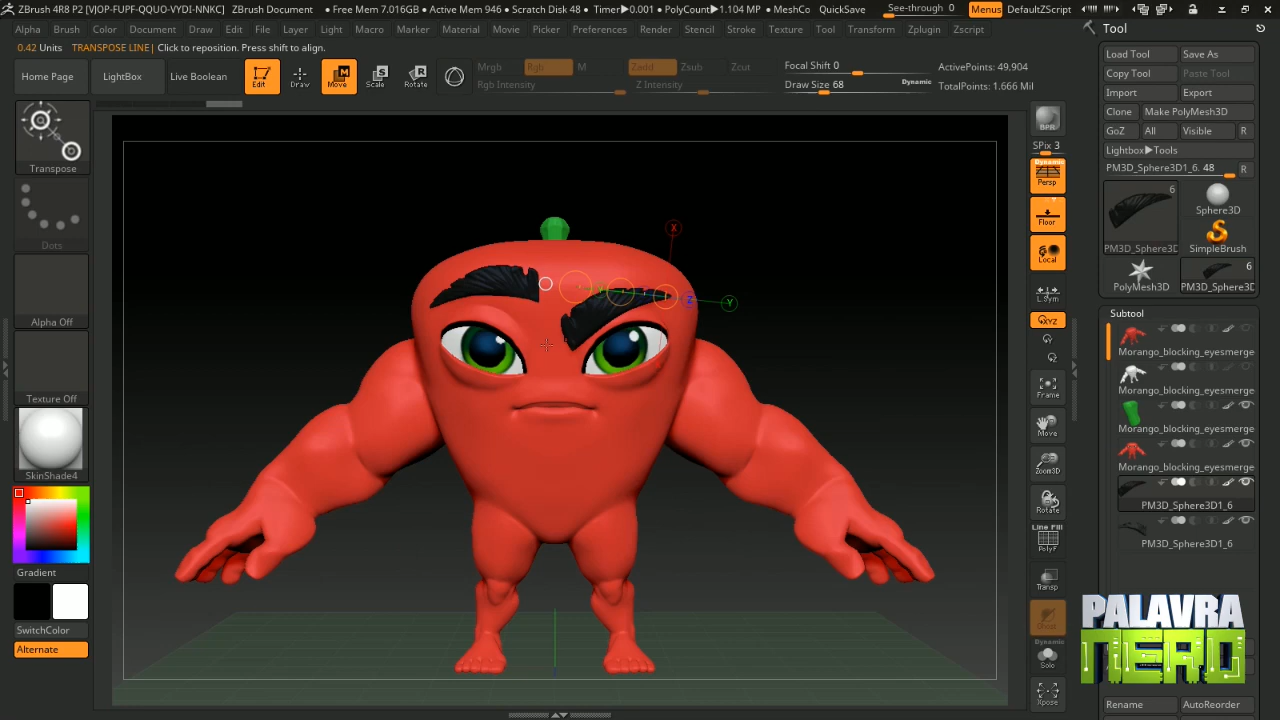 ZBrush 4R8 P2 [VJOP-FUPF-QQUO-VYDI-NNKC] ZBrush Document • Free Mem 7.016GB • Active Mem 946 • Scratch Disk 48 • Timer▶0.001 • PolyCount▶1.104 MP • MeshCo QuickSave See-through 0 Menus DefaultZScript
Alpha Brush Color Document Draw Edit File Layer Light Macro Marker Material Movie Picker Preferences Render Stencil Stroke Texture Tool Transform Zplugin Zscript
0.42 Units TRANSPOSE LINE| Click to reposition. Press shift to align.
Home Page LightBox Live Boolean Edit Draw Move Scale Rotate
Mrgb Rgb M Zadd Zsub Zcut
Rgb Intensity Z Intensity
Focal Shift 0
Draw Size 68 Dynamic
ActivePoints: 49,904
TotalPoints: 1.666 Mil
Transpose
Dots
Alpha Off
Texture Off
SkinShade4
Gradient
SwitchColor
Alternate
X
Y
Z
Y
BPR
SPix 3
Dynamic
Persp
Floor
Local
L.Sym
XYZ
Frame
Move
Zoom3D
Rotate
Line Fill
PolyF
Transp
Ghost
Dynamic
Solo
Xpose
Tool
Load Tool Save As
Copy Tool Paste Tool
Import Export
Clone Make PolyMesh3D
GoZ All Visible R
Lightbox▶Tools
PM3D_Sphere3D1_6. 48 R
6
PM3D_Sphere3D
Sphere3D
SimpleBrush
PolyMesh3D
6
PM3D_Sphere3D
Subtool
Morango_blocking_eyesmerge
Morango_blocking_eyesmerge
Morango_blocking_eyesmerge
Morango_blocking_eyesmerge
PM3D_Sphere3D1_6
PM3D_Sphere3D1_6
PALAVRA
NERD
Rename AutoReorder